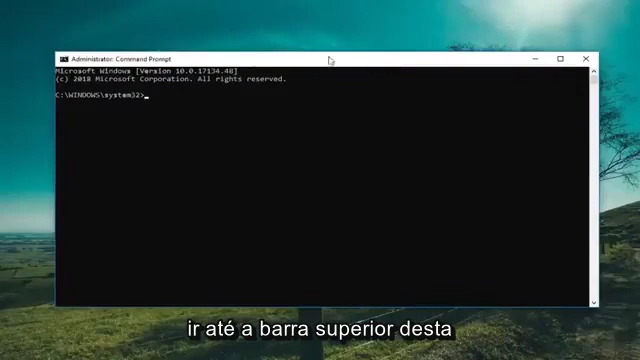 Administrator: Command Prompt
Microsoft Windows [Version 10.0.17134.48]
(c) 2018 Microsoft Corporation. All rights reserved.
C:\WINDOWS\system32>
ir até a barra superior desta